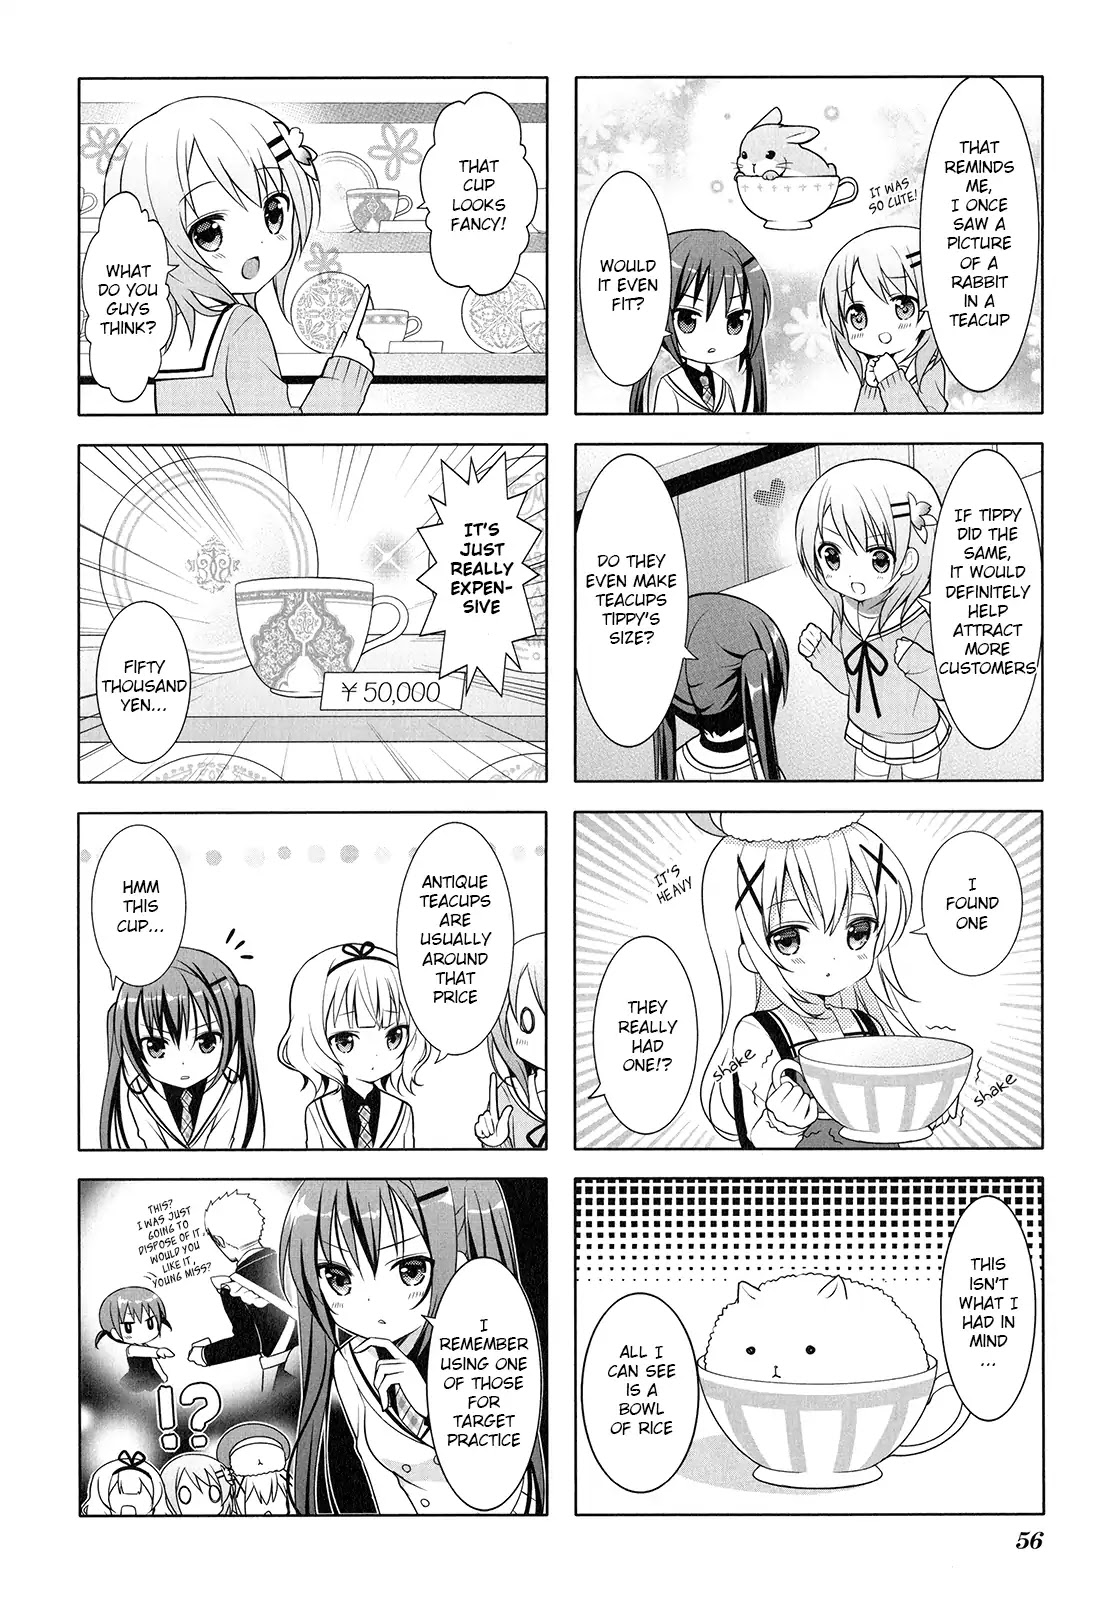 THAT
REMINDS
ME,
I ONCE
SAW A
PICTURE
OF A
RABBIT
IN A
TEACUP
IT WAS
SO CUTE!
WOULD
IT EVEN
FIT?
IF TIPPY
DID THE
SAME,
IT WOULD
DEFINITELY
HELP
ATTRACT
MORE
CUSTOMERS
DO THEY
EVEN MAKE
TEACUPS
TIPPY'S
SIZE?
I
FOUND
ONE
IT'S
HEAVY
THEY
REALLY
HAD
ONE!?
shake
shake
THIS
ISN'T
WHAT I
HAD IN
MIND
...
ALL I
CAN SEE
IS A
BOWL
OF RICE
THAT
CUP
LOOKS
FANCY!
WHAT
DO YOU
GUYS
THINK?
IT'S
JUST
REALLY
EXPEN-
SIVE
FIFTY
THOUSAND
YEN...
¥50,000
ANTIQUE
TEACUPS
ARE
USUALLY
AROUND
THAT
PRICE
HMM
THIS
CUP...
I
REMEMBER
USING ONE
OF THOSE
FOR
TARGET
PRACTICE
THIS?
I WAS JUST
GOING TO
DISPOSE OF IT,
WOULD YOU
LIKE IT,
YOUNG MISS?
!?
56